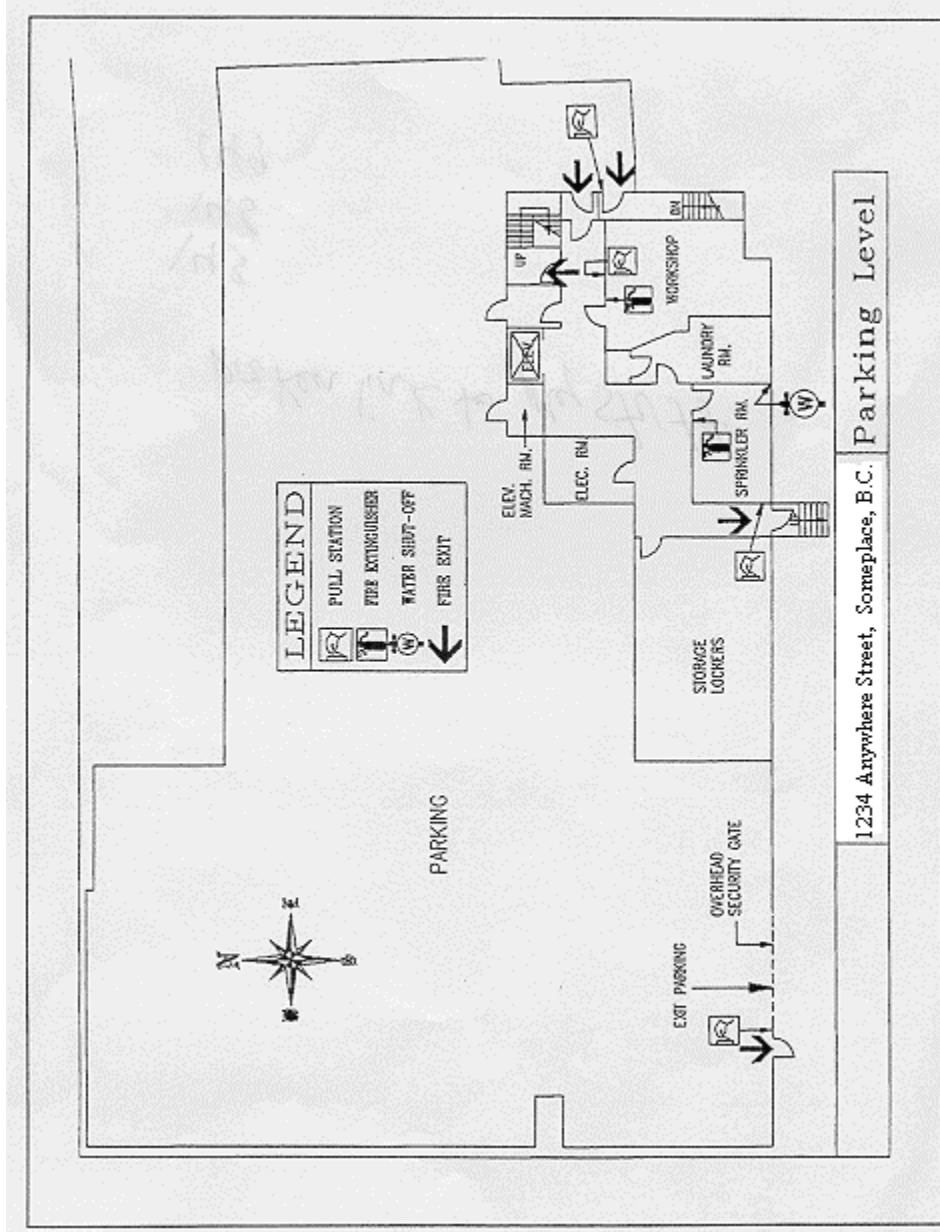 N
W E
S
LEGEND
PULL STATION
FIRE EXTINGUISHER
W WATER SHUT-OFF
FIRE EXIT
PARKING
ELEV.
MACH. RM.
ELEC. RM.
ELEV
UP
WORKSHOP
DN
LAUNDRY
RM.
SPRINKLER RM.
W
STORAGE
LOCKERS
EXIT PARKING
OVERHEAD
SECURITY GATE
1234 Anywhere Street, Someplace, B.C.
Parking Level